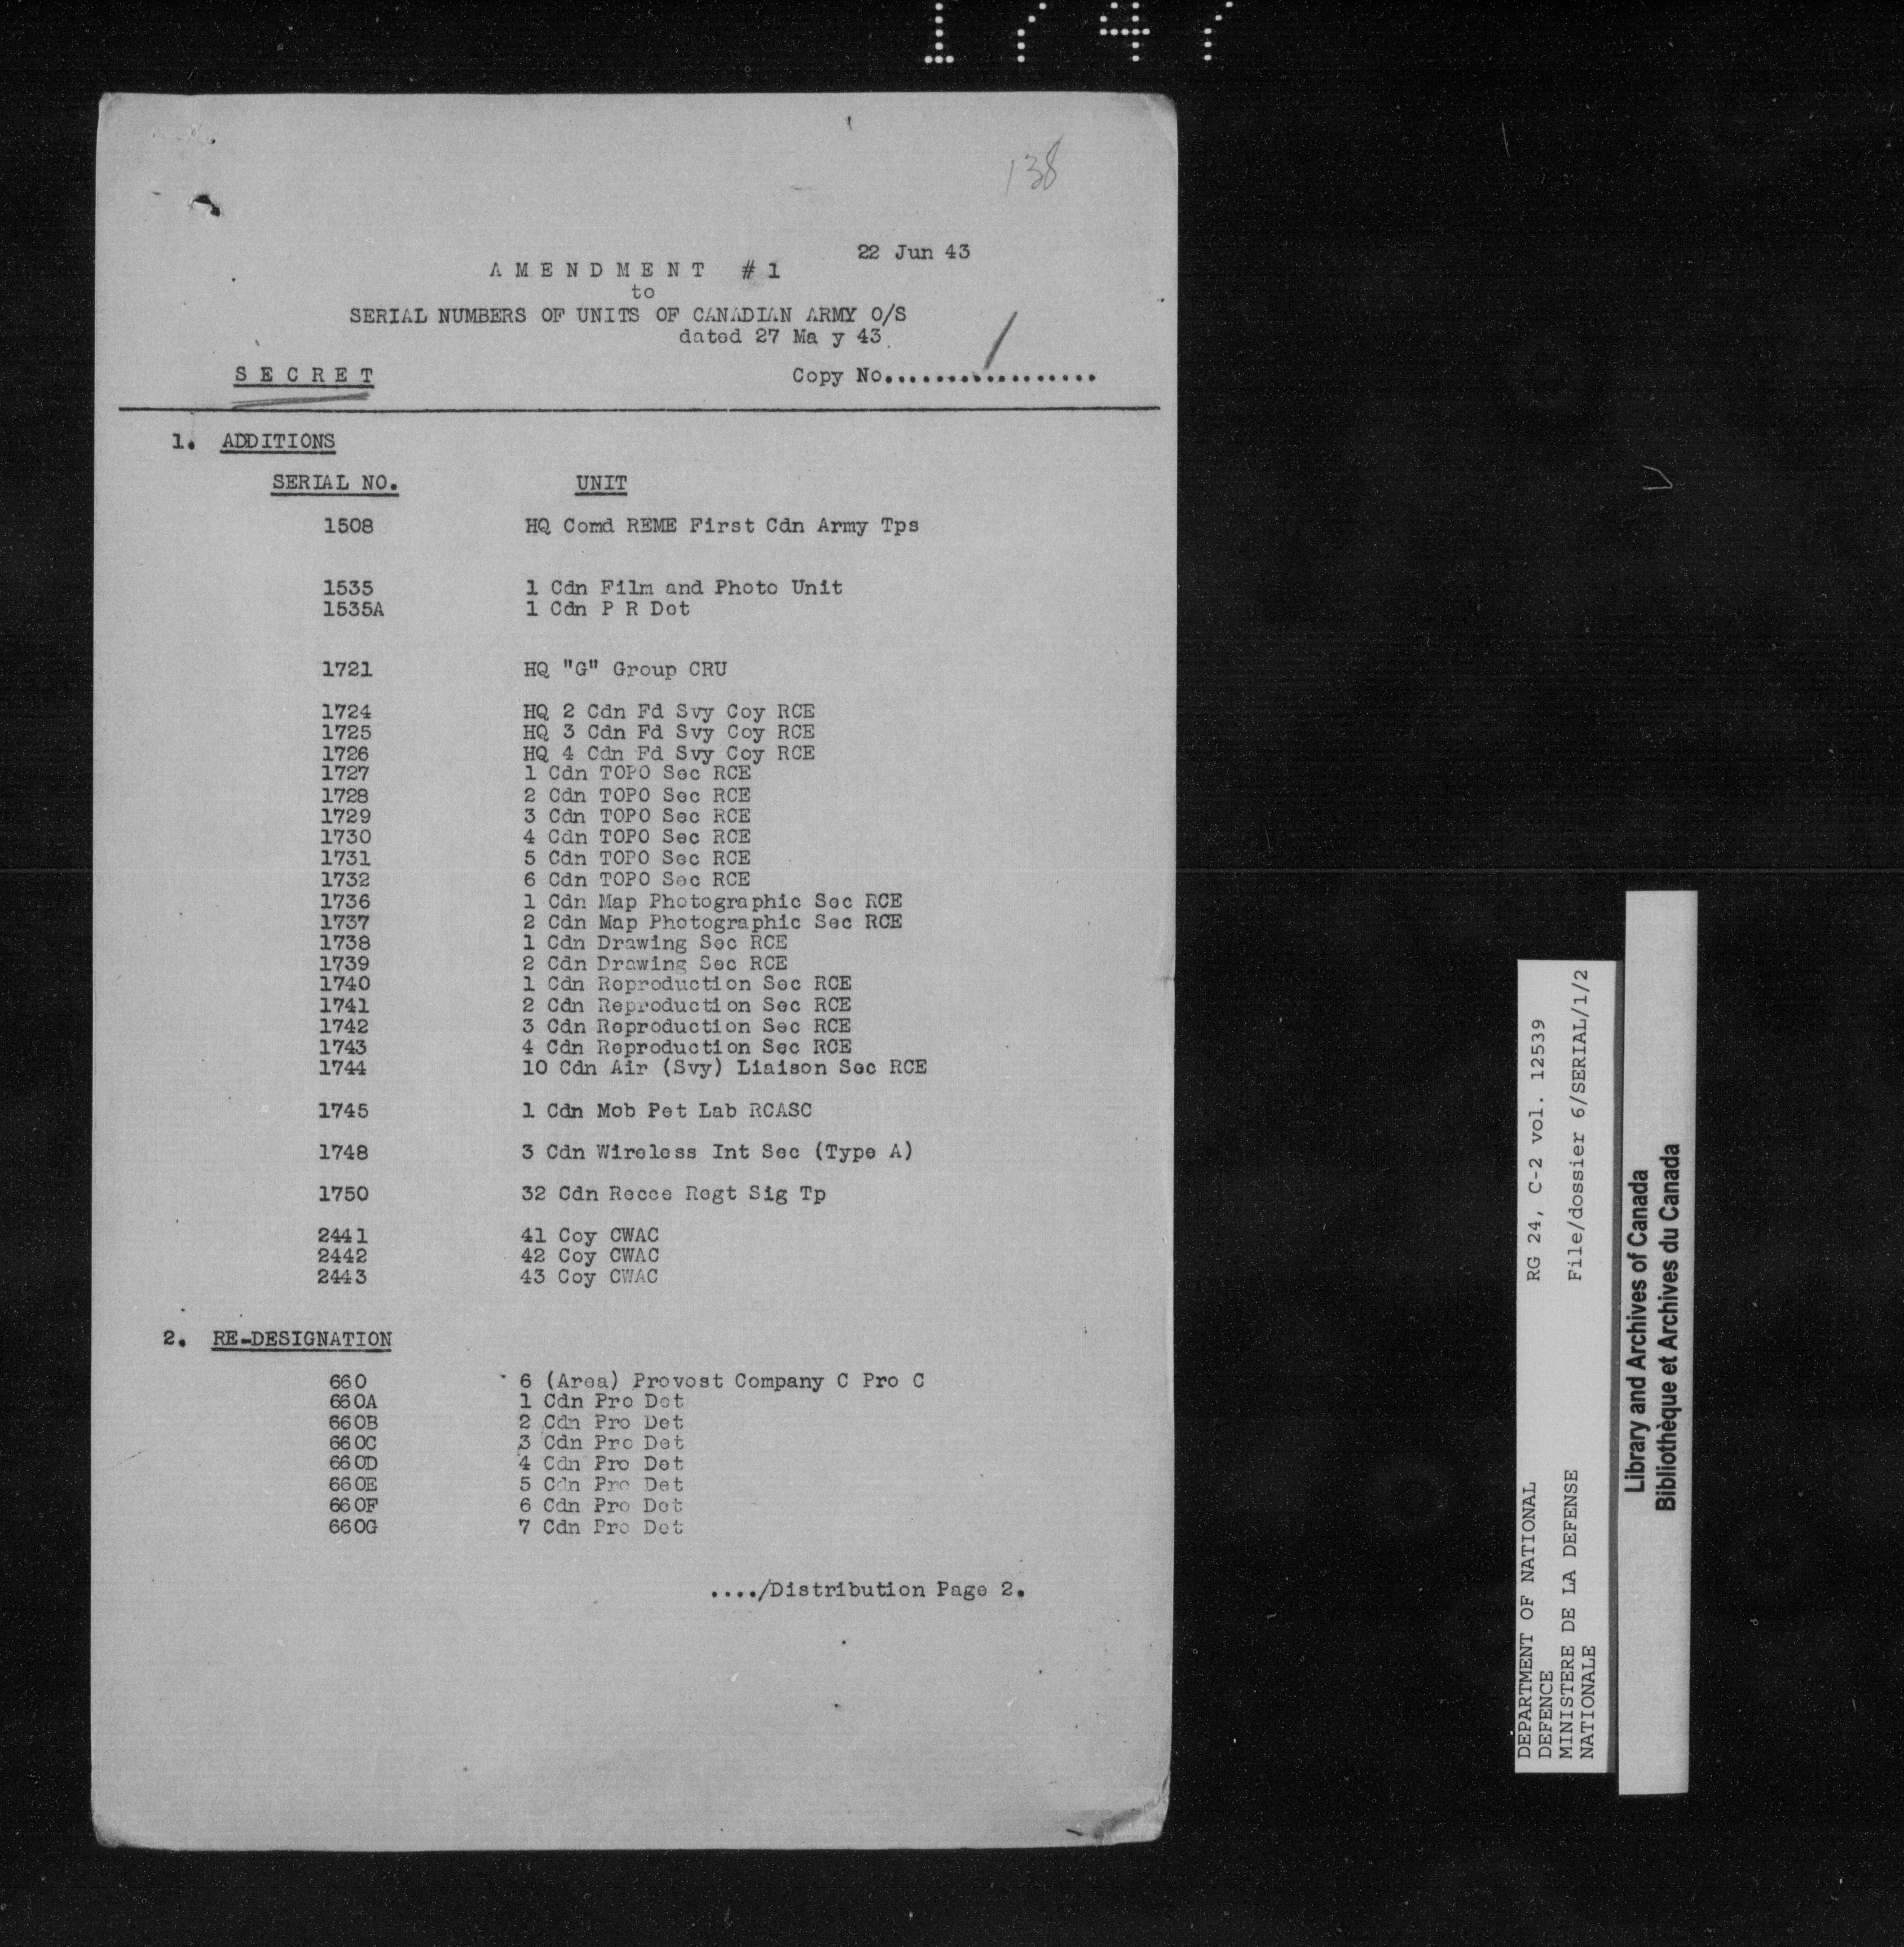 1747
138
22 Jun 43
A M E N D M E N T # 1
to
SERIAL NUMBERS OF UNITS OF CANADIAN ARMY O/S
dated 27 Ma y 43.
S E C R E T Copy No....1..............
1. ADDITIONS
SERIAL NO. UNIT
1508 HQ Comd REME First Cdn Army Tps
1535 1 Cdn Film and Photo Unit
1535A 1 Cdn P R Det
1721 HQ "G" Group CRU
1724 HQ 2 Cdn Fd Svy Coy RCE
1725 HQ 3 Cdn Fd Svy Coy RCE
1726 HQ 4 Cdn Fd Svy Coy RCE
1727 1 Cdn TOPO Sec RCE
1728 2 Cdn TOPO Sec RCE
1729 3 Cdn TOPO Sec RCE
1730 4 Cdn TOPO Sec RCE
1731 5 Cdn TOPO Sec RCE
1732 6 Cdn TOPO Sec RCE
1736 1 Cdn Map Photographic Sec RCE
1737 2 Cdn Map Photographic Sec RCE
1738 1 Cdn Drawing Sec RCE
1739 2 Cdn Drawing Sec RCE
1740 1 Cdn Reproduction Sec RCE
1741 2 Cdn Reproduction Sec RCE
1742 3 Cdn Reproduction Sec RCE
1743 4 Cdn Reproduction Sec RCE
1744 10 Cdn Air (Svy) Liaison Sec RCE
1745 1 Cdn Mob Pet Lab RCASC
1748 3 Cdn Wireless Int Sec (Type A)
1750 32 Cdn Recce Regt Sig Tp
2441 41 Coy CWAC
2442 42 Coy CWAC
2443 43 Coy CWAC
2. RE-DESIGNATION
660 6 (Area) Provost Company C Pro C
660A 1 Cdn Pro Det
660B 2 Cdn Pro Det
660C 3 Cdn Pro Det
660D 4 Cdn Pro Det
660E 5 Cdn Pro Det
660F 6 Cdn Pro Det
660G 7 Cdn Pro Det
..../Distribution Page 2.
DEPARTMENT OF NATIONAL RG 24, C-2 vol. 12539
DEFENCE
MINISTERE DE LA DEFENSE File/dossier 6/SERIAL/1/2
NATIONALE
Library and Archives of Canada
Bibliothèque et Archives du Canada